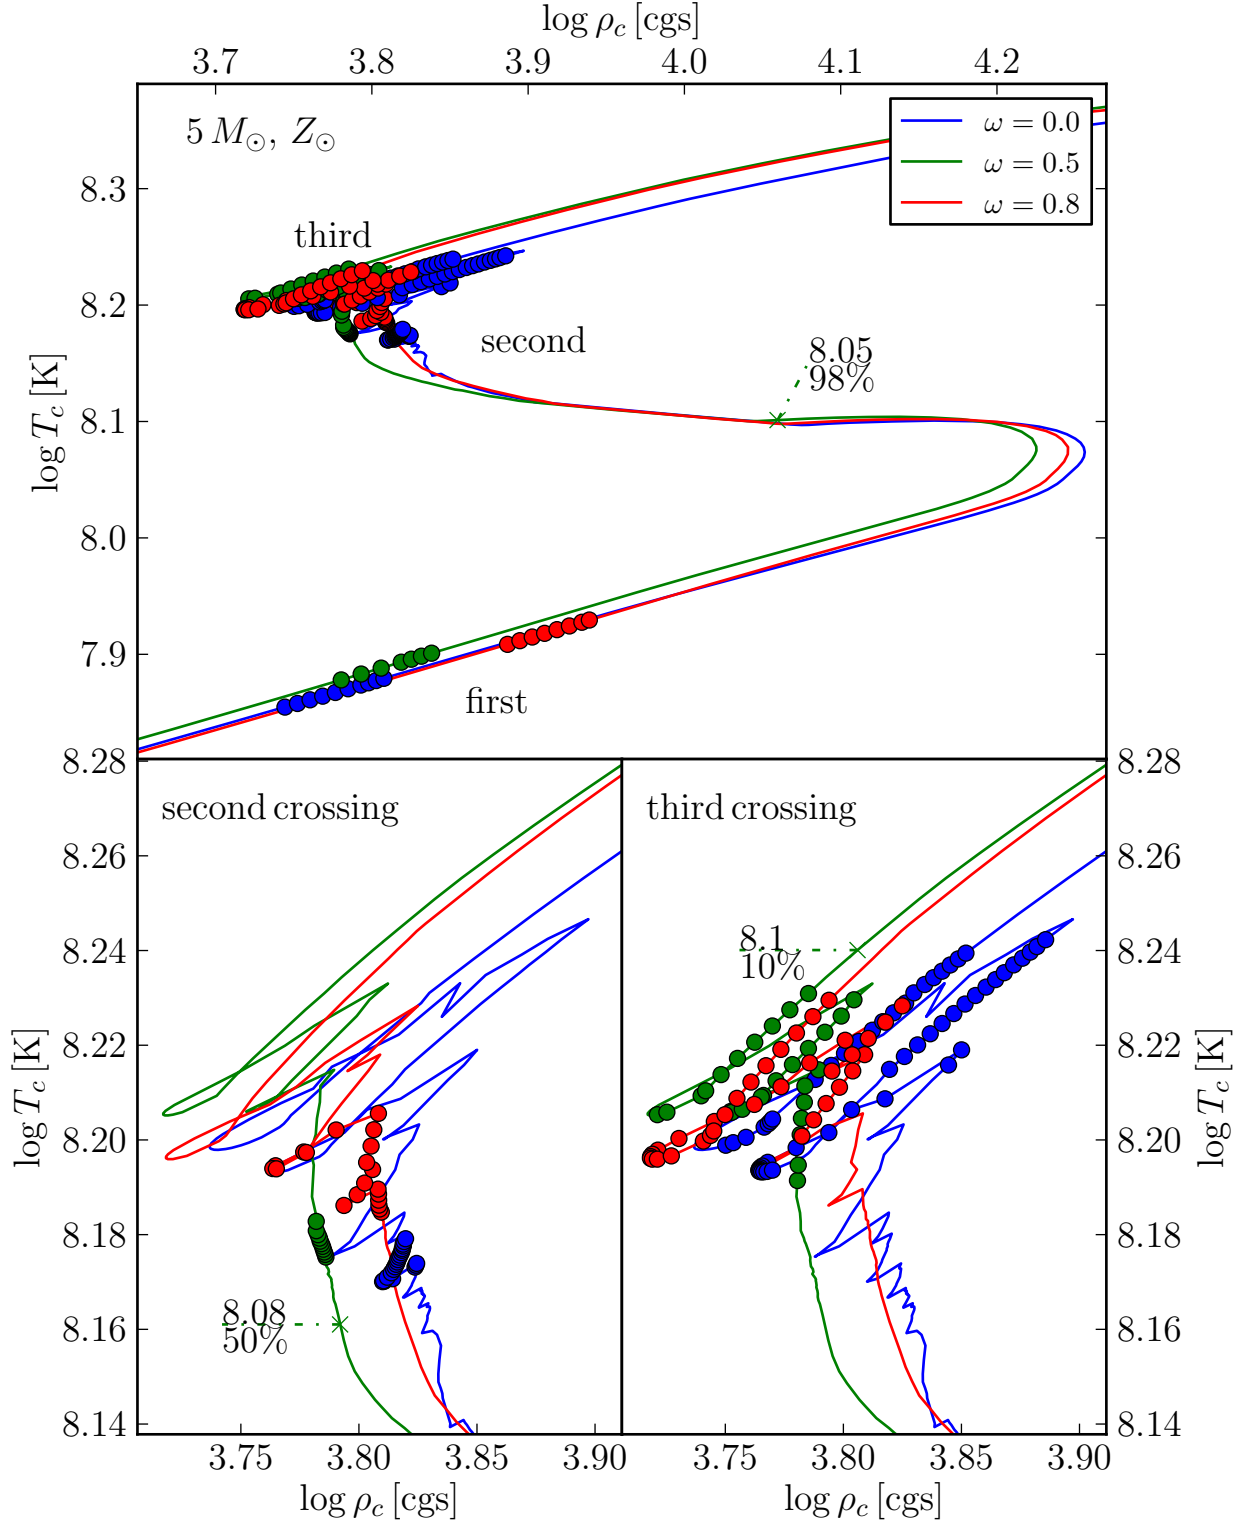 log ρc [cgs]
3.7 3.8 3.9 4.0 4.1 4.2
5 M⊙, Z⊙
ω = 0.0
ω = 0.5
ω = 0.8
8.3
third
8.2
second
8.05
98%
log Tc [K]
8.1
8.0
7.9
first
8.28 8.28
second crossing third crossing
8.26 8.26
8.1
10%
8.24 8.24
8.22 8.22
log Tc [K] log Tc [K]
8.20 8.20
8.18 8.18
8.08
50%
8.16 8.16
8.14 8.14
3.75 3.80 3.85 3.90 3.75 3.80 3.85 3.90
log ρc [cgs] log ρc [cgs]